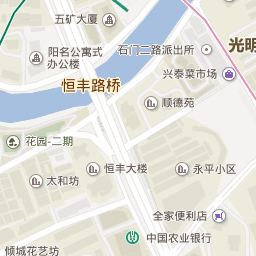 五矿大厦
阳名公寓式
办公楼
石门二路派出所
光明
兴泰菜市场
恒丰路桥
顺德苑
花园-二期
恒丰大楼
永平小区
太和坊
全家便利店
中国农业银行
倾城花艺坊